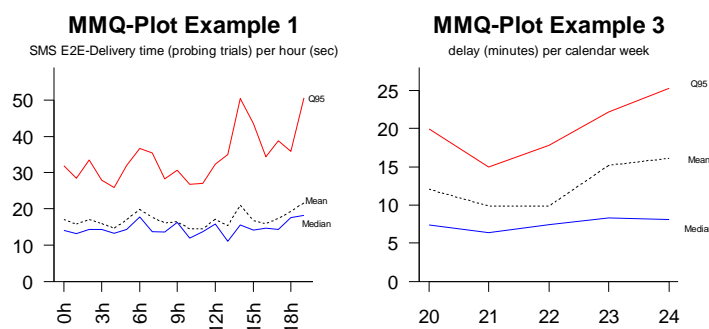 MMQ-Plot Example 1
SMS E2E-Delivery time (probing trials) per hour (sec)
50
40
30
20
10
0
Q95
Mean
Median
0h
3h
6h
9h
12h
15h
18h
MMQ-Plot Example 3
delay (minutes) per calendar week
25
20
15
10
5
0
Q95
Mean
Media
20
21
22
23
24